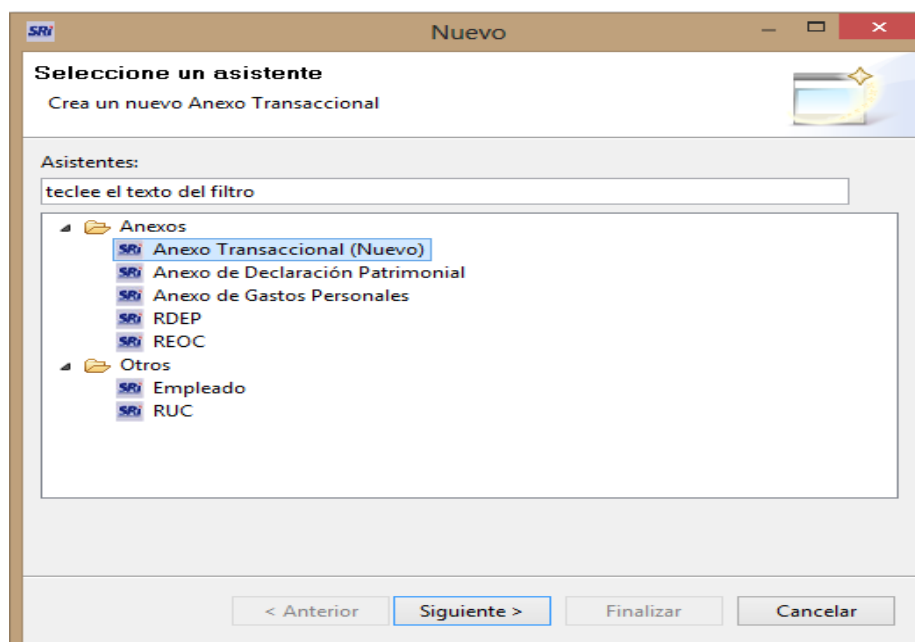 SRi
Nuevo
Seleccione un asistente
Crea un nuevo Anexo Transaccional
Asistentes:
teclee el texto del filtro
Anexos
SRi Anexo Transaccional (Nuevo)
SRi Anexo de Declaración Patrimonial
SRi Anexo de Gastos Personales
SRi RDEP
SRi REOC
Otros
SRi Empleado
SRi RUC
< Anterior Siguiente > Finalizar Cancelar